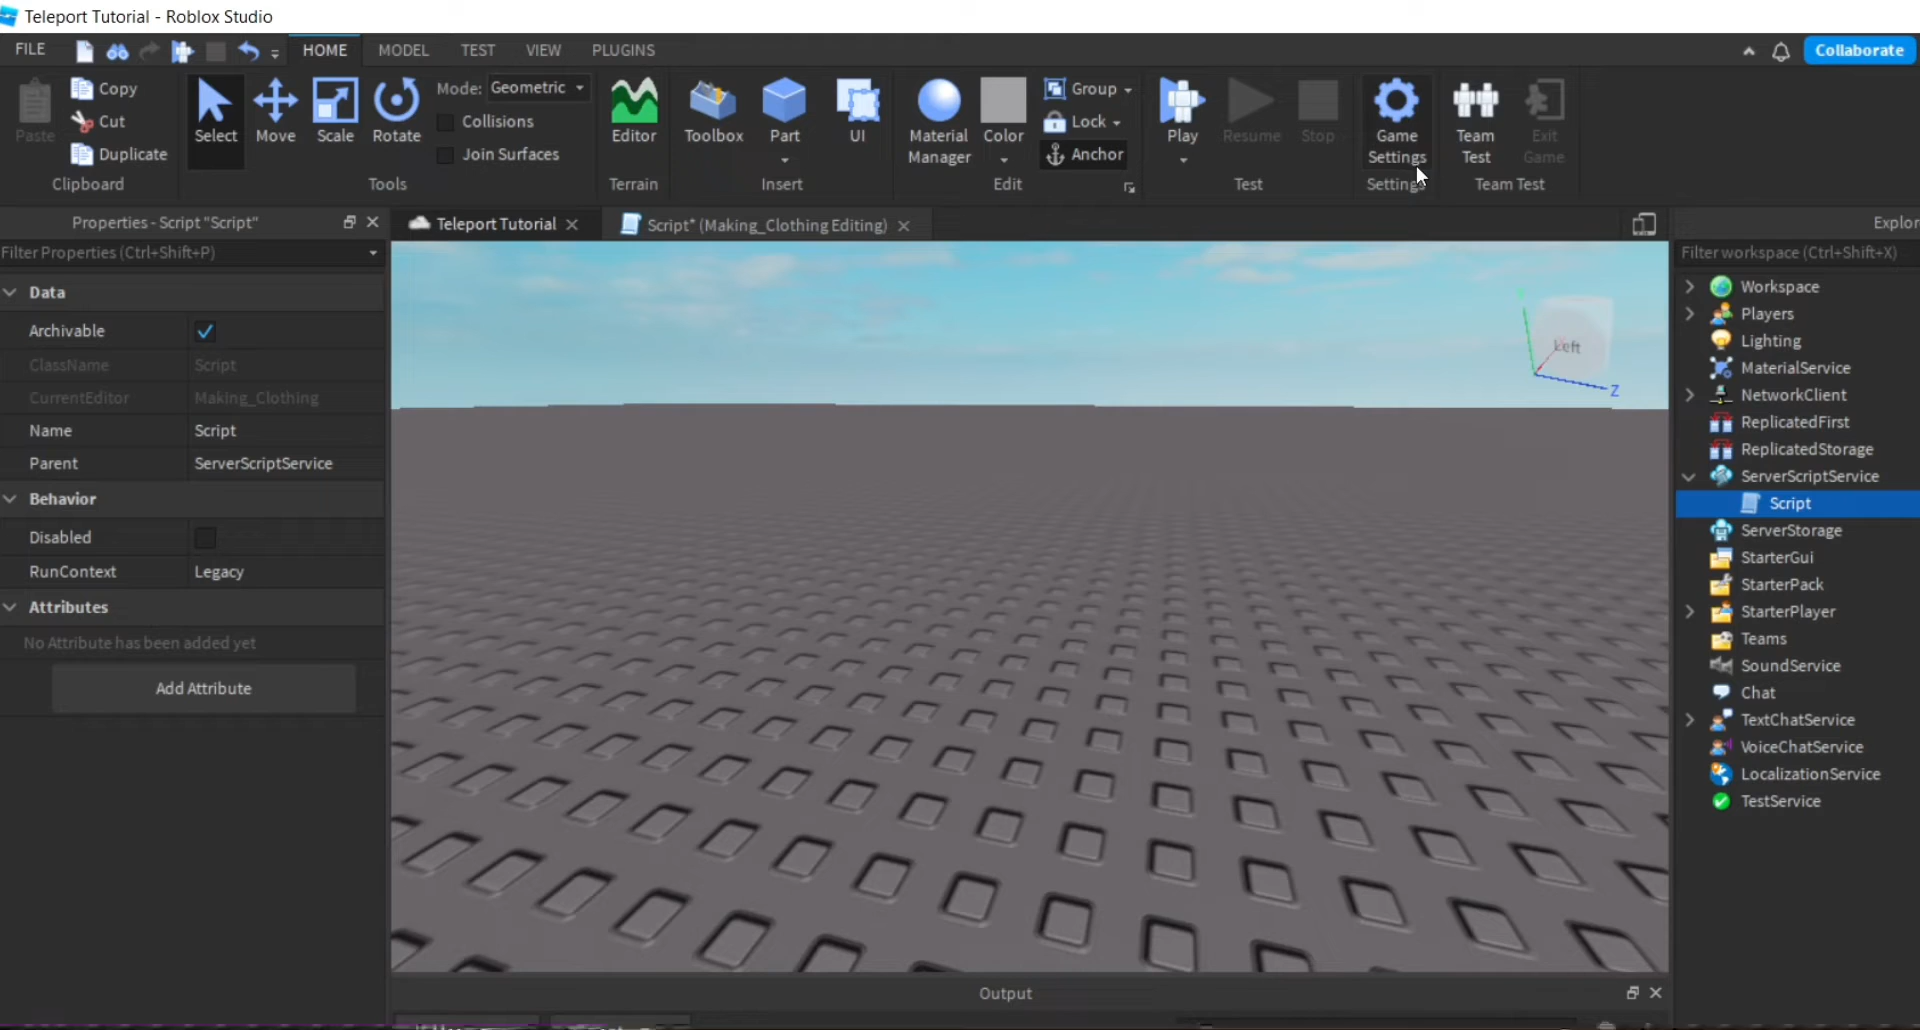 Teleport Tutorial - Roblox Studio
FILE HOME MODEL TEST VIEW PLUGINS Collaborate
Paste Copy Cut Duplicate
Clipboard
Select Move Scale Rotate
Mode: Geometric
Collisions
Join Surfaces
Tools
Editor
Terrain
Toolbox Part UI
Insert
Material Manager Color
Group
Lock
Anchor
Edit
Play Resume Stop
Test
Game Settings
Settings
Team Test Exit Game
Team Test
Properties - Script "Script"
Filter Properties (Ctrl+Shift+P)
Data
Archivable
ClassName Script
CurrentEditor Making_Clothing
Name Script
Parent ServerScriptService
Behavior
Disabled
RunContext Legacy
Attributes
No Attribute has been added yet
Add Attribute
Teleport Tutorial
Script* (Making_Clothing Editing)
Left
Z
Output
Explor
Filter workspace (Ctrl+Shift+X)
Workspace
Players
Lighting
MaterialService
NetworkClient
ReplicatedFirst
ReplicatedStorage
ServerScriptService
Script
ServerStorage
StarterGui
StarterPack
StarterPlayer
Teams
SoundService
Chat
TextChatService
VoiceChatService
LocalizationService
TestService